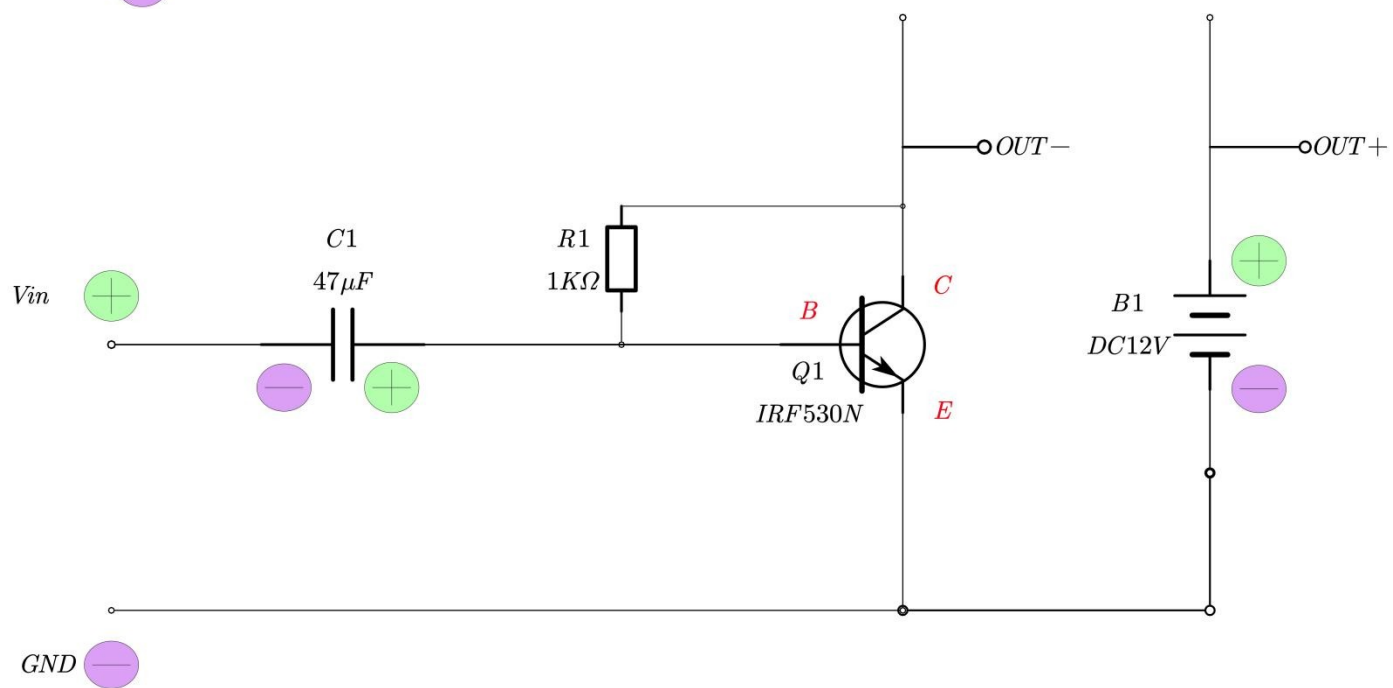 OUT−
OUT+
C1
47μF
R1
1KΩ
Vin
B
C
B1
DC12V
Q1
IRF530N
E
GND